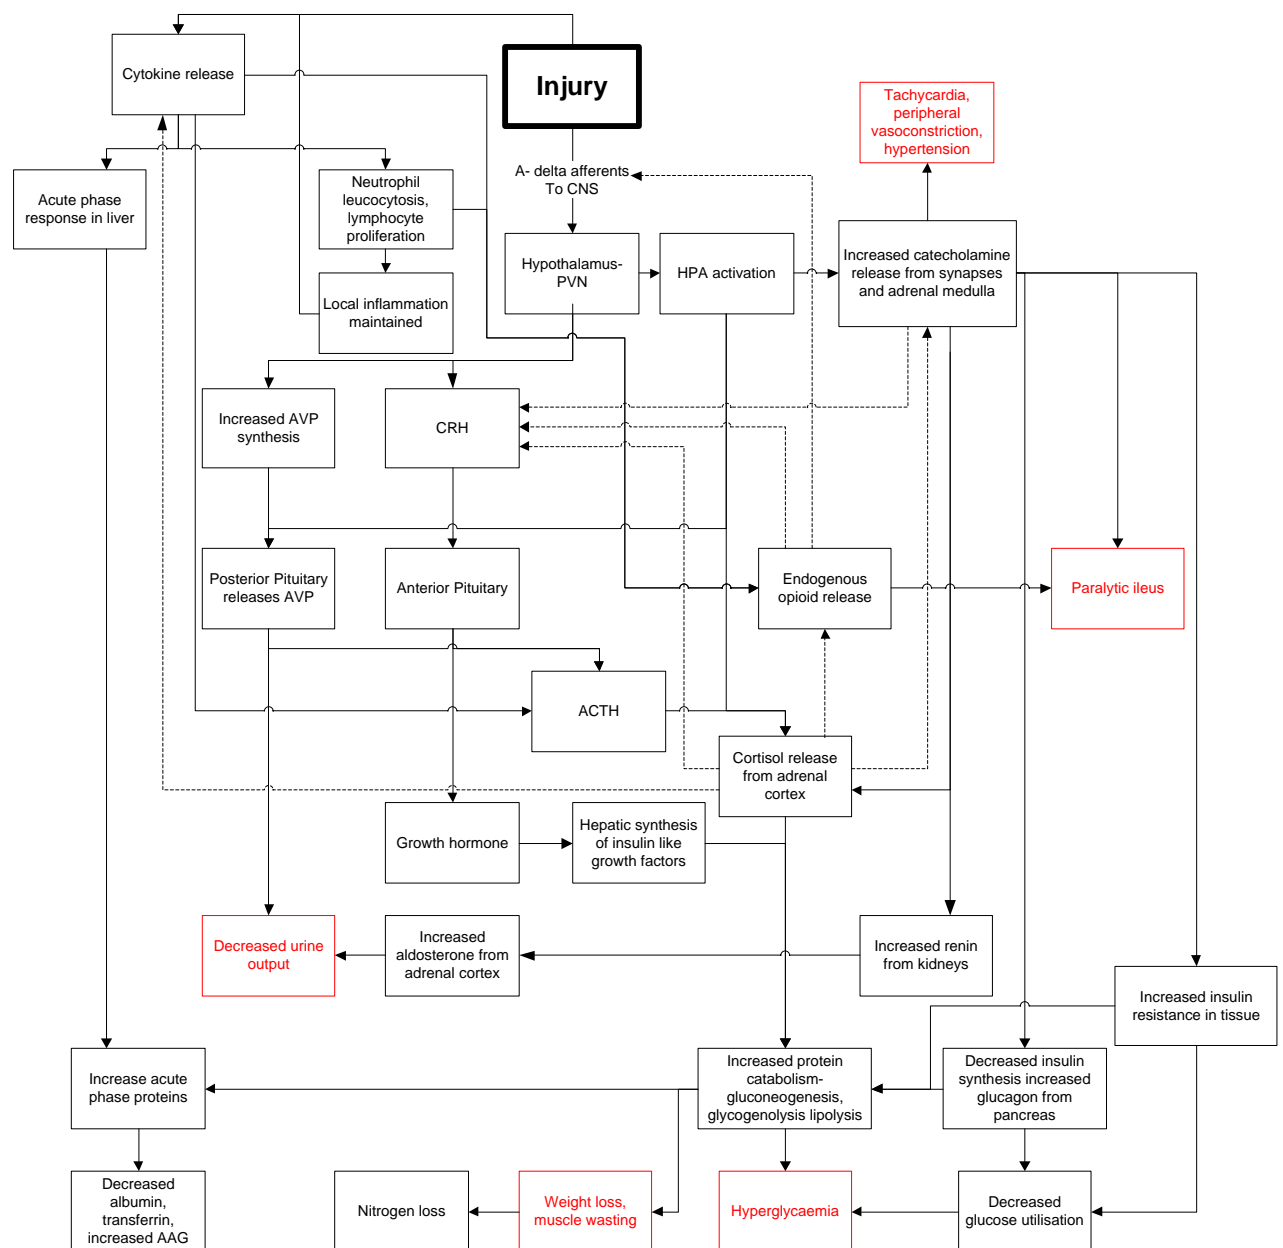 Injury
Cytokine release
Tachycardia,
peripheral
vasoconstriction,
hypertension
A- delta afferents
To CNS
Acute phase
response in liver
Neutrophil
leucocytosis,
lymphocyte
proliferation
Hypothalamus-
PVN
HPA activation
Increased catecholamine
release from synapses
and adrenal medulla
Local inflammation
maintained
Increased AVP
synthesis
CRH
Posterior Pituitary
releases AVP
Anterior Pituitary
Endogenous
opioid release
Paralytic ileus
ACTH
Cortisol release
from adrenal
cortex
Growth hormone
Hepatic synthesis
of insulin like
growth factors
Decreased urine
output
Increased
aldosterone from
adrenal cortex
Increased renin
from kidneys
Increased insulin
resistance in tissue
Increase acute
phase proteins
Increased protein
catabolism-
gluconeogenesis,
glycogenolysis lipolysis
Decreased insulin
synthesis increased
glucagon from
pancreas
Decreased
albumin,
transferrin,
increased AAG
Nitrogen loss
Weight loss,
muscle wasting
Hyperglycaemia
Decreased
glucose utilisation